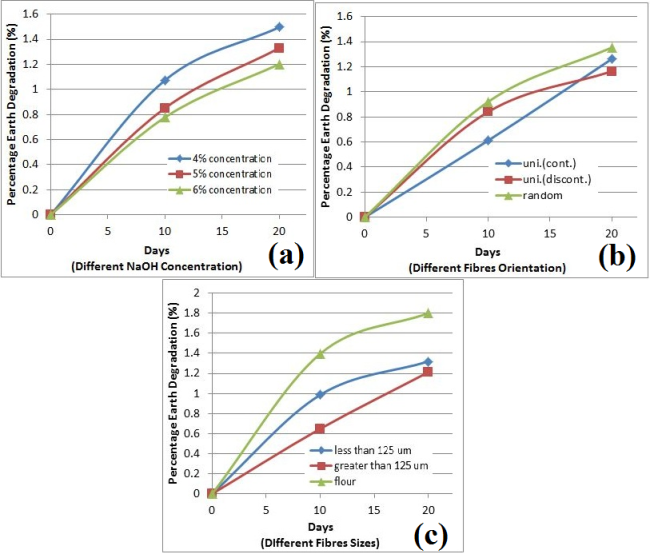 Percentage Earth Degradation (%)
1.6
1.4
1.2
1
0.8
0.6
0.4
0.2
0
0 5 10 15 20
4% concentration
5% concentration
6% concentration
Days
(Different NaOH Concentration)
(a)
Percentage Earth Degradation (%)
1.6
1.4
1.2
1
0.8
0.6
0.4
0.2
0
0 5 10 15 20
uni.(cont.)
uni.(discont.)
random
Days
(Different Fibres Orientation)
(b)
Percentage Earth Degradation (%)
2
1.8
1.6
1.4
1.2
1
0.8
0.6
0.4
0.2
0
0 5 10 15 20
less than 125 um
greater than 125 um
flour
Days
(DIfferent Fibres Sizes)
(c)